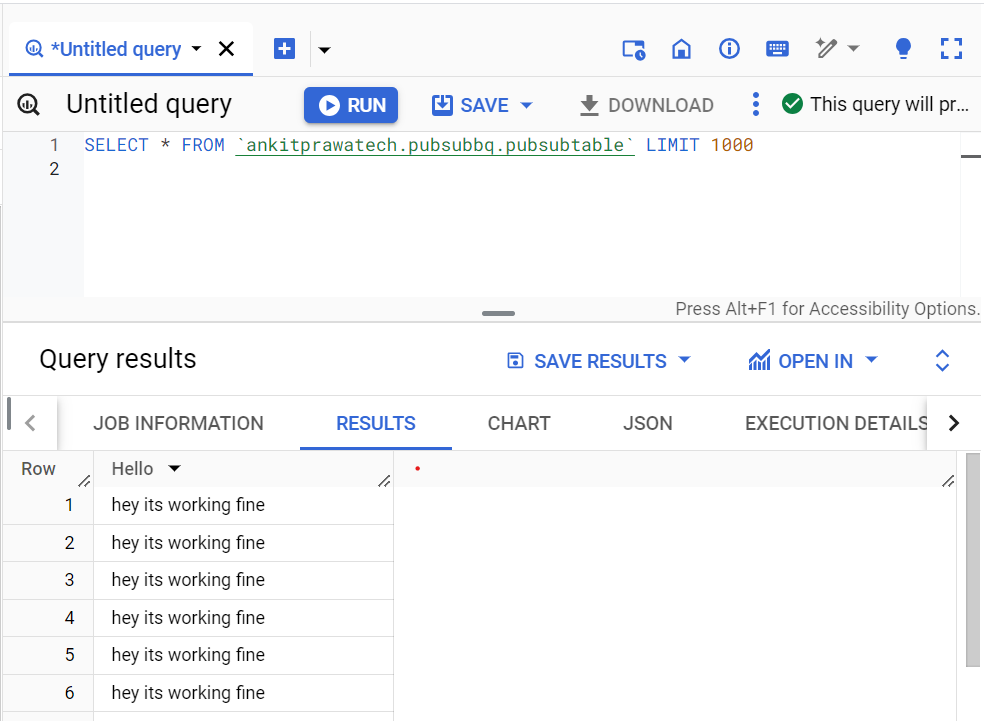 *Untitled query
Untitled query RUN SAVE DOWNLOAD This query will pr...
1 SELECT * FROM `ankitprawatech.pubsubbq.pubsubtable` LIMIT 1000
2
Press Alt+F1 for Accessibility Options.
Query results SAVE RESULTS OPEN IN
JOB INFORMATION RESULTS CHART JSON EXECUTION DETAILS
Row Hello
1 hey its working fine
2 hey its working fine
3 hey its working fine
4 hey its working fine
5 hey its working fine
6 hey its working fine